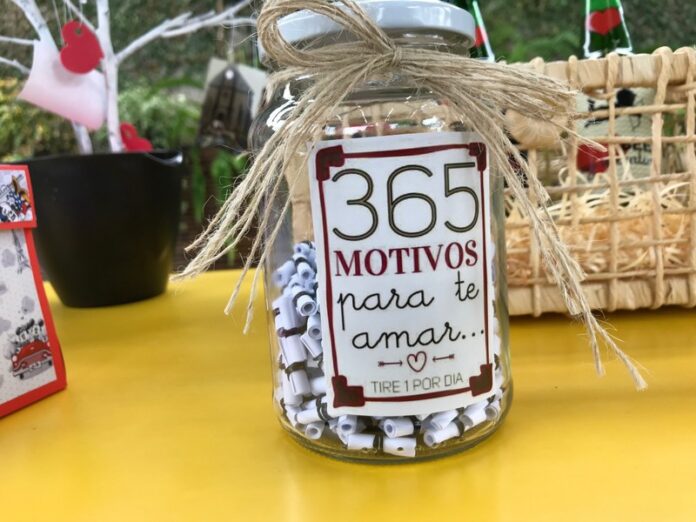 365
MOTIVOS
para te
amar...
TIRE 1 POR DIA